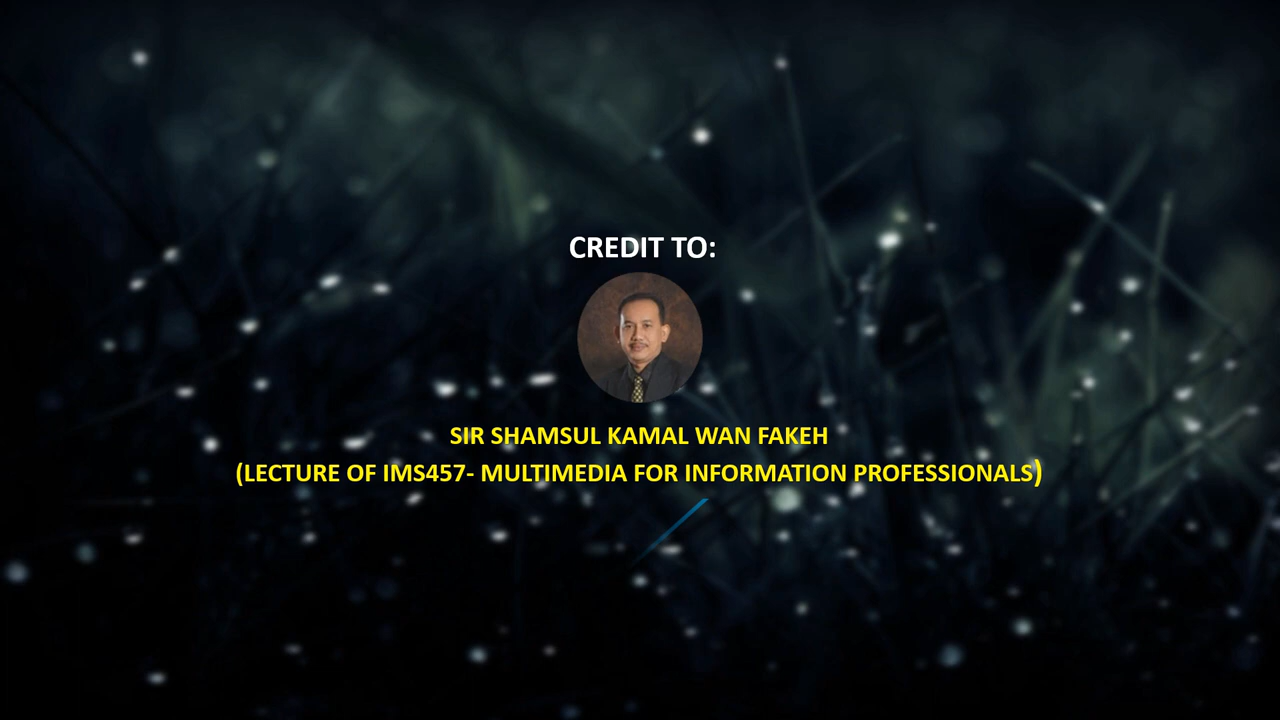 CREDIT TO:
SIR SHAMSUL KAMAL WAN FAKEH
(LECTURE OF IMS457- MULTIMEDIA FOR INFORMATION PROFESSIONALS)